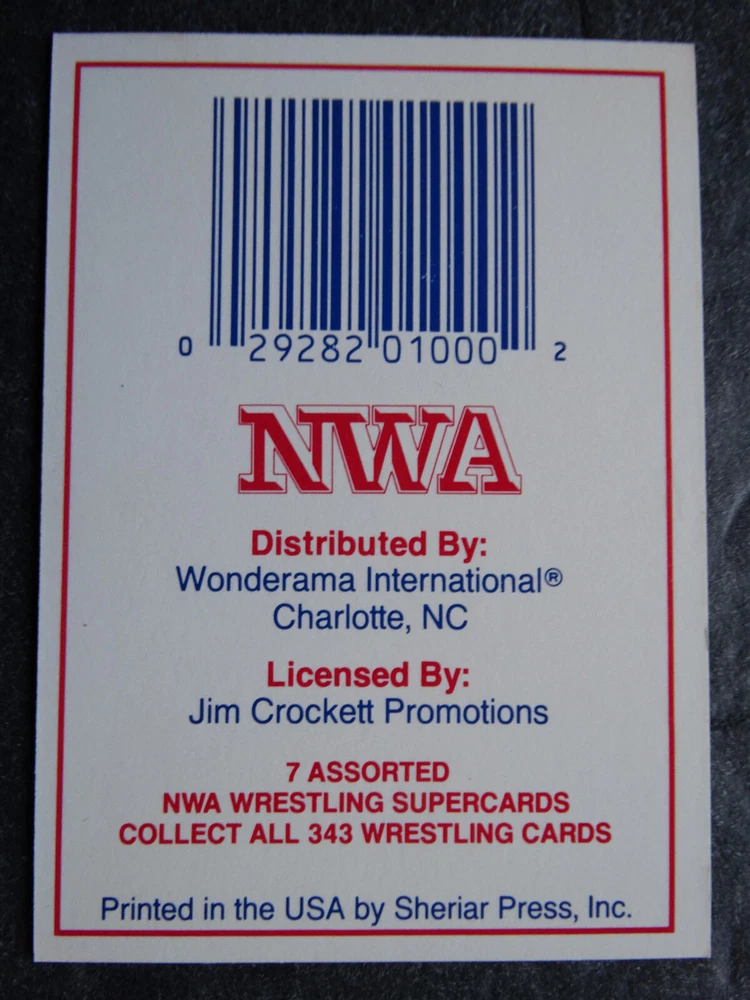 0 29282 01000 2
NWA
Distributed By:
Wonderama International®
Charlotte, NC
Licensed By:
Jim Crockett Promotions
7 ASSORTED
NWA WRESTLING SUPERCARDS
COLLECT ALL 343 WRESTLING CARDS
Printed in the USA by Sheriar Press, Inc.